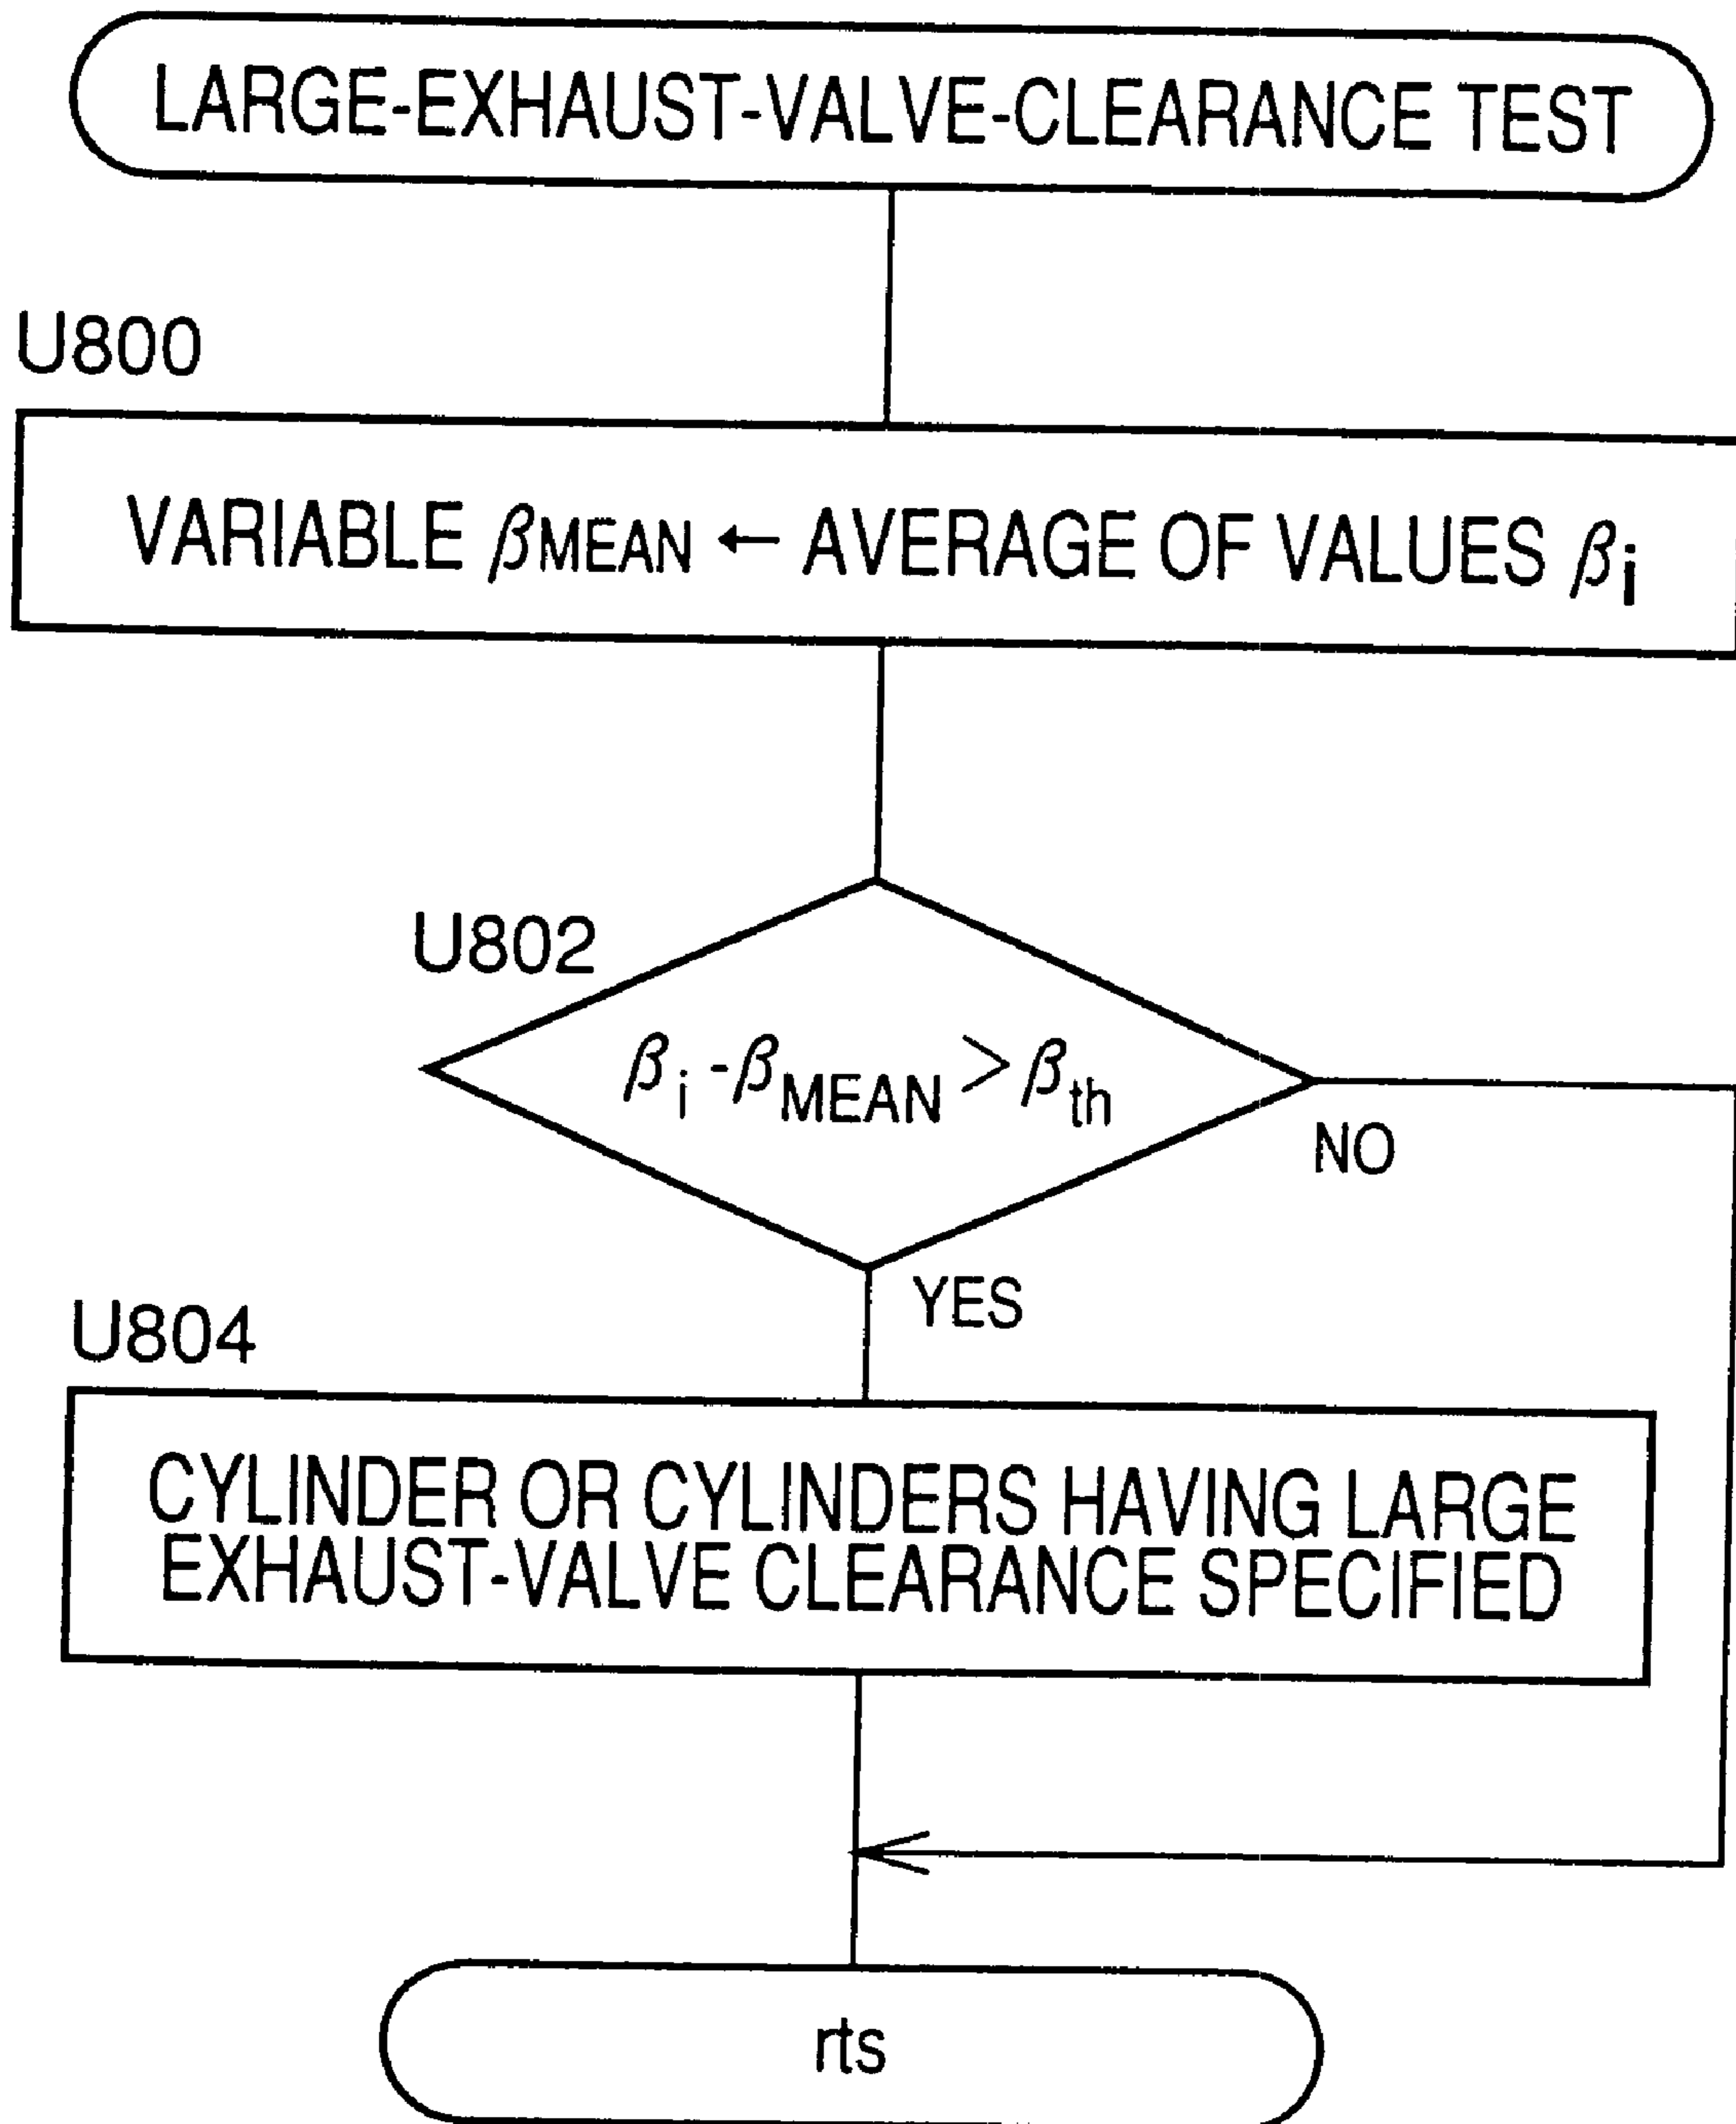 LARGE-EXHAUST-VALVE-CLEARANCE TEST
U800
VARIABLE βMEAN ← AVERAGE OF VALUES βi
U802
βi -βMEAN > βth
NO
YES
U804
CYLINDER OR CYLINDERS HAVING LARGE
EXHAUST-VALVE CLEARANCE SPECIFIED
rts